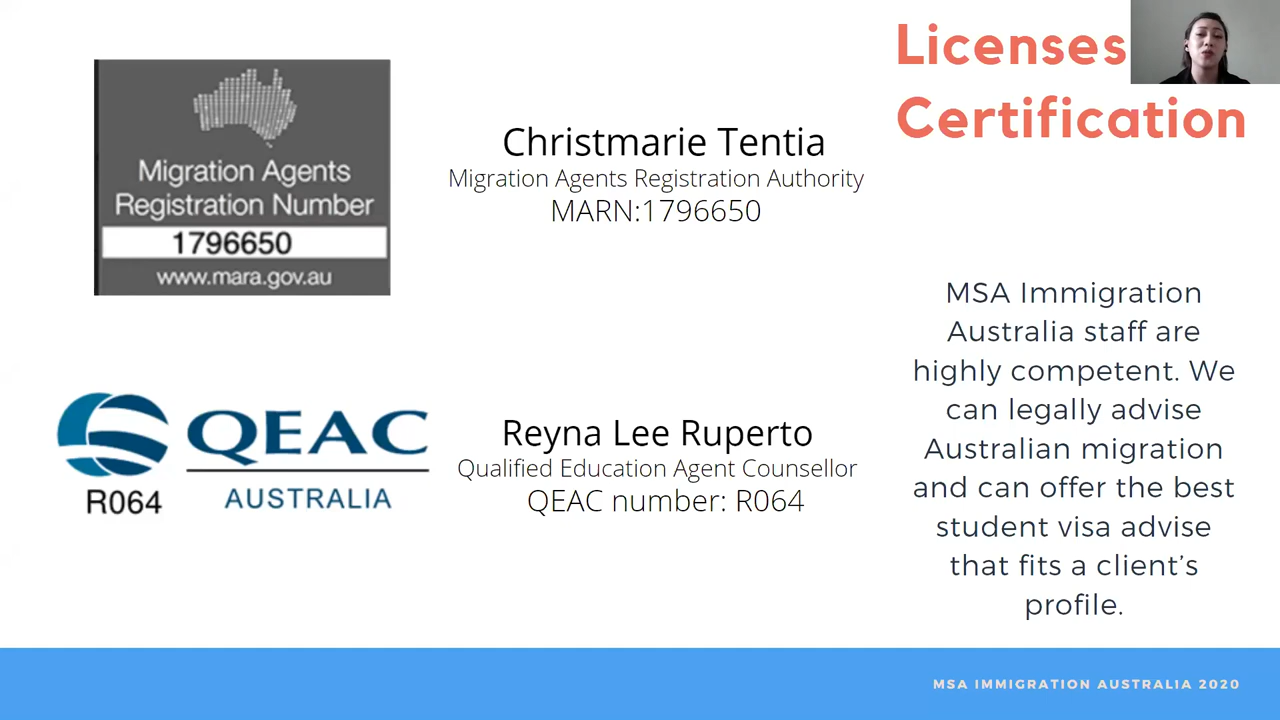 Licenses
Certification
Migration Agents
Registration Number
1796650
www.mara.gov.au
Christmarie Tentia
Migration Agents Registration Authority
MARN:1796650
QEAC
AUSTRALIA
R064
Reyna Lee Ruperto
Qualified Education Agent Counsellor
QEAC number: R064
MSA Immigration
Australia staff are
highly competent. We
can legally advise
Australian migration
and can offer the best
student visa advise
that fits a client's
profile.
MSA IMMIGRATION AUSTRALIA 2020